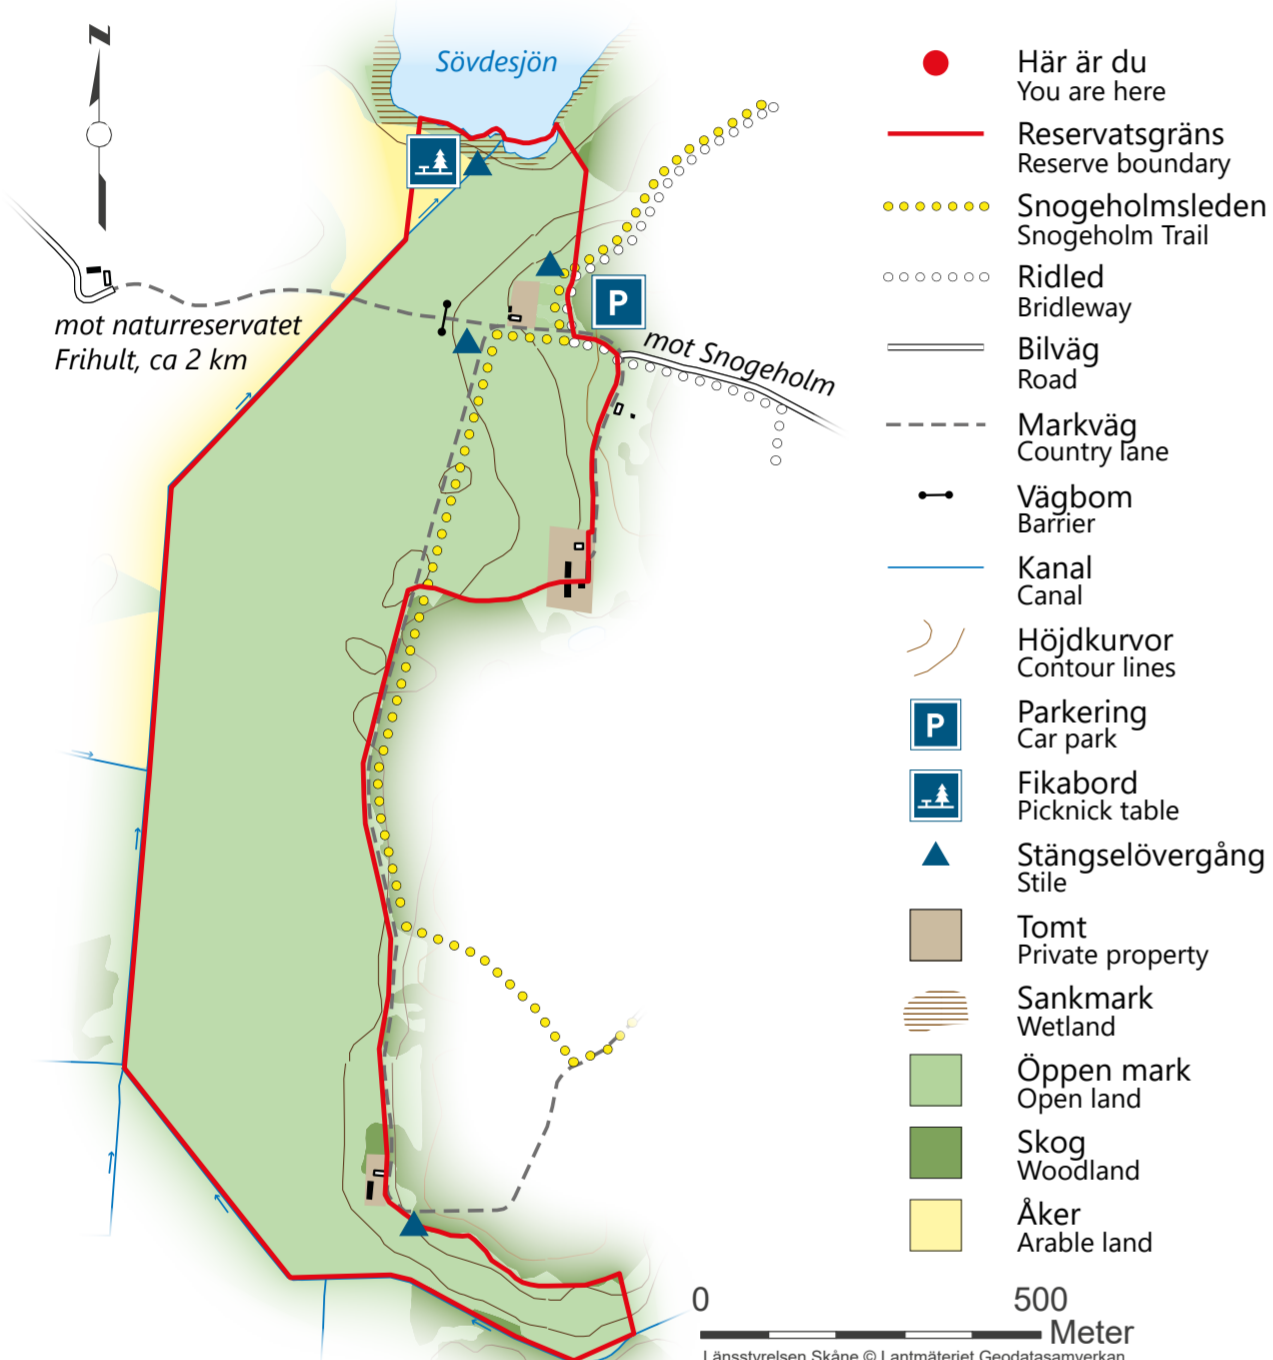 N
Sövdesjön
mot naturreservatet
Frihult, ca 2 km
P
mot Snogeholm
Här är du
You are here
Reservatsgräns
Reserve boundary
Snogeholmsleden
Snogeholm Trail
Ridled
Bridleway
Bilväg
Road
Markväg
Country lane
Vägbom
Barrier
Kanal
Canal
Höjdkurvor
Contour lines
P
Parkering
Car park
Fikabord
Picknick table
Stängselövergång
Stile
Tomt
Private property
Sankmark
Wetland
Öppen mark
Open land
Skog
Woodland
Åker
Arable land
0 500
Meter
Länsstyrelsen Skåne © Lantmäteriet Geodatasamverkan